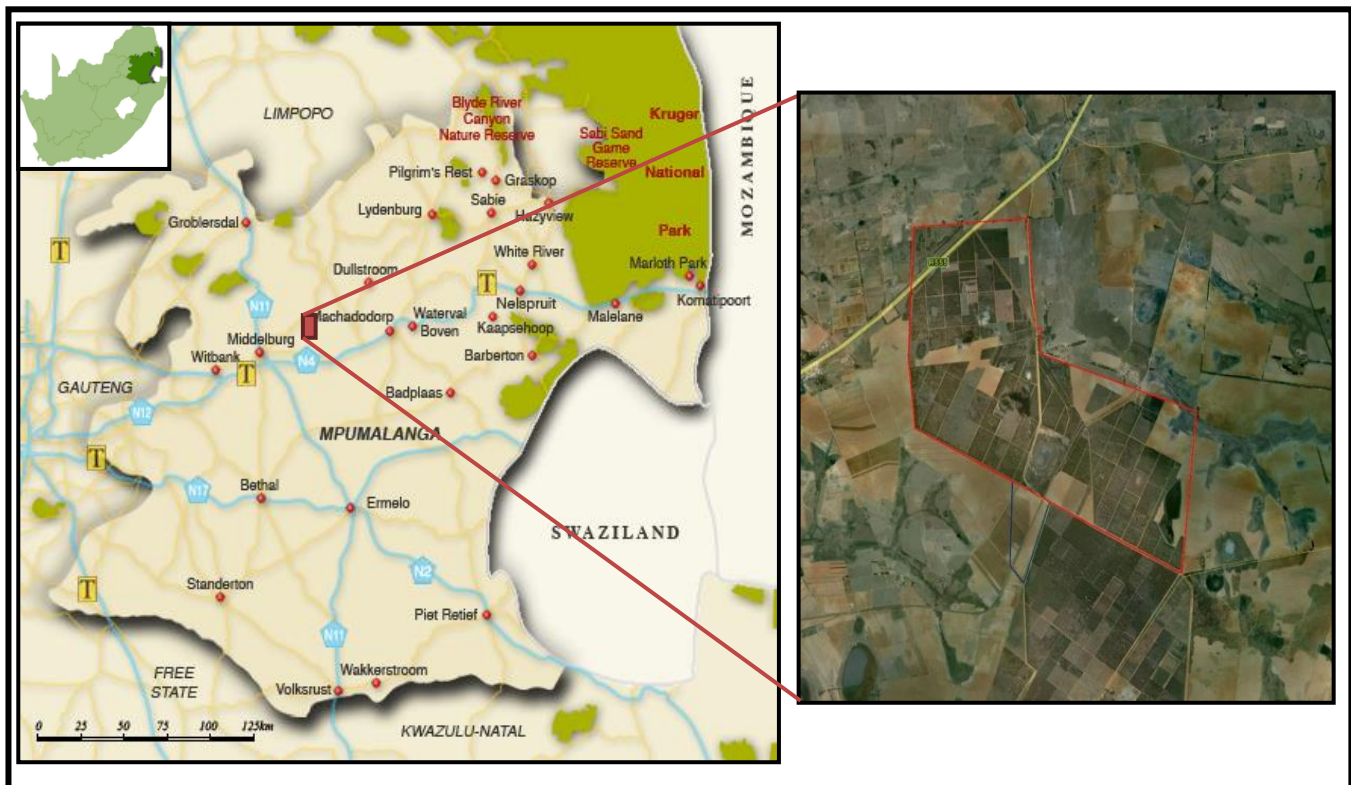 LIMPOPO
Blyde River
Canyon
Nature Reserve
Kruger
National
Park
Sabi Sand
Game
Reserve
MOZAMBIQUE
Pilgrim's Rest
Graskop
Sabie
Hazyview
Lydenburg
Groblersdal
T
White River
Marloth Park
Dullstroom
T
Komatipoort
Nelspruit
Malelane
N11
Machadodorp
Waterval
Boven
Kaapsehoop
Middelburg
Witbank
N4
Barberton
T
GAUTENG
Badplaas
N12
MPUMALANGA
T
Bethal
N17
Ermelo
SWAZILAND
N2
Standerton
T
Piet Retief
N11
Wakkerstroom
FREE
STATE
Volksrust
0 25 50 75 100 125km
KWAZULU-NATAL